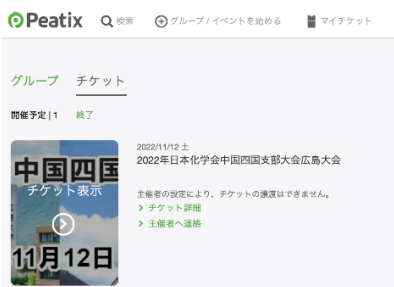 Peatix 検索 グループ / イベントを始める マイチケット
グループ チケット
開催予定 | 1 終了
2022/11/12 土
2022年日本化学会中国四国支部大会広島大会
中国四国
チケット表示
主催者の設定により、チケットの譲渡はできません。
> チケット詳細
> 主催者へ連絡
11月12日